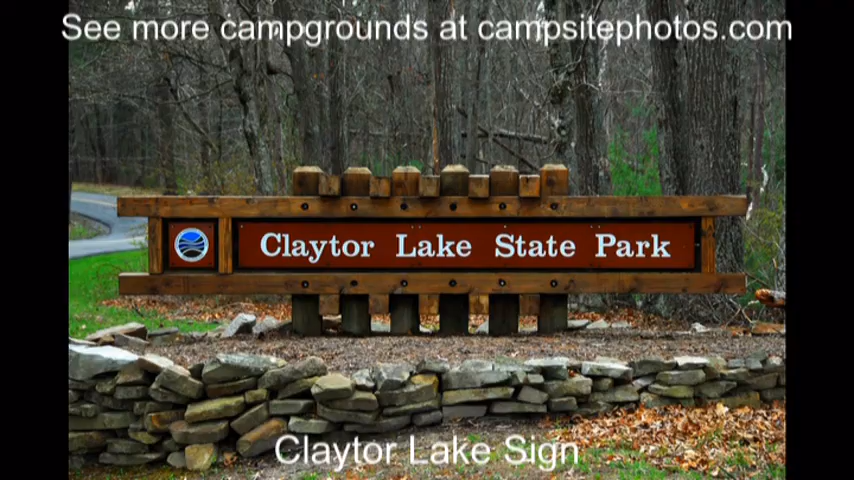 See more campgrounds at campsitephotos.com
Claytor Lake State Park
Claytor Lake Sign